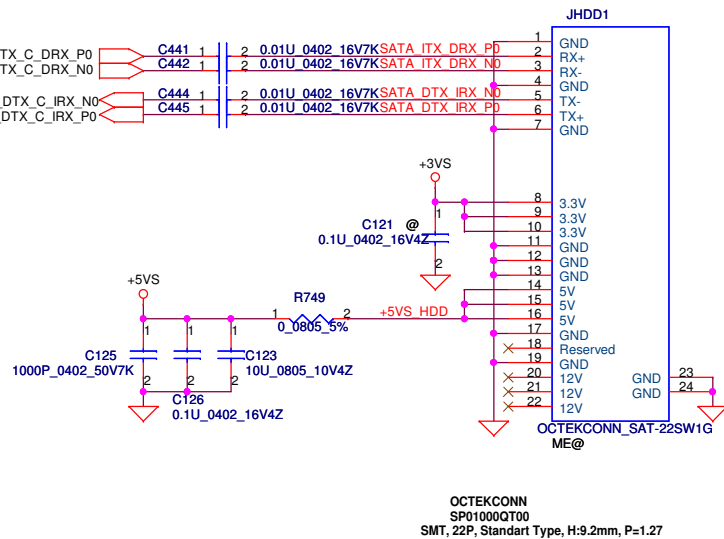 JHDD1
TX_C_DRX_P0 C441 1 2 0.01U_0402_16V7K SATA_ITX_DRX_P0
TX_C_DRX_N0 C442 1 2 0.01U_0402_16V7K SATA_ITX_DRX_N0
_DTX_C_IRX_N0 C444 1 2 0.01U_0402_16V7K SATA_DTX_IRX_N0
_DTX_C_IRX_P0 C445 1 2 0.01U_0402_16V7K SATA_DTX_IRX_P0
1 GND
2 RX+
3 RX-
4 GND
5 TX-
6 TX+
7 GND
+3VS
1
C121 @
0.1U_0402_16V4Z
2
8 3.3V
9 3.3V
10 3.3V
11 GND
12 GND
13 GND
14 5V
15 5V
16 5V
17 GND
18 Reserved
19 GND
20 12V
21 12V
22 12V
GND 23
GND 24
+5VS
R749
1 2 +5VS_HDD
0_0805_5%
1 1 1
C125 C123
1000P_0402_50V7K 10U_0805_10V4Z
2 2 2
C126
0.1U_0402_16V4Z
OCTEKCONN_SAT-22SW1G
ME@
OCTEKCONN
SP01000QT00
SMT, 22P, Standart Type, H:9.2mm, P=1.27